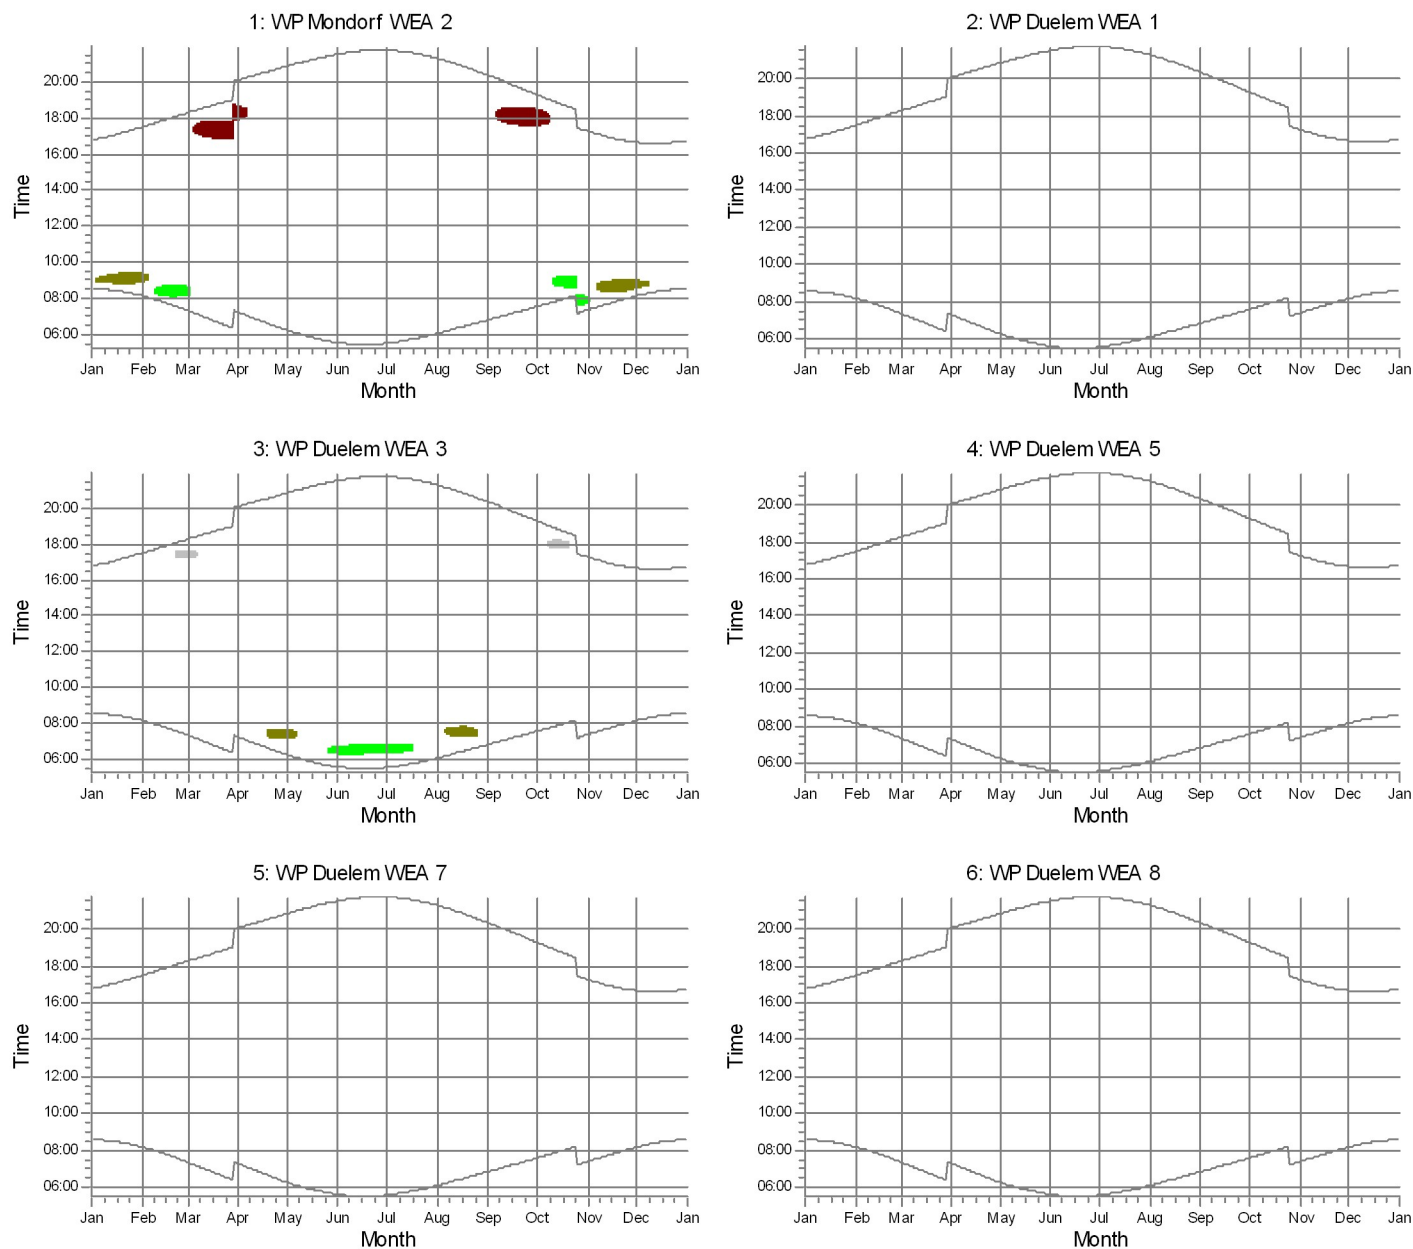 1: WP Mondorf WEA 2
20:00
18:00
16:00
14:00
12:00
10:00
08:00
06:00
Time
Jan Feb Mar Apr May Jun Jul Aug Sep Oct Nov Dec Jan
Month
2: WP Duelem WEA 1
20:00
18:00
16:00
14:00
12:00
10:00
08:00
06:00
Time
Jan Feb Mar Apr May Jun Jul Aug Sep Oct Nov Dec Jan
Month
3: WP Duelem WEA 3
20:00
18:00
16:00
14:00
12:00
10:00
08:00
06:00
Time
Jan Feb Mar Apr May Jun Jul Aug Sep Oct Nov Dec Jan
Month
4: WP Duelem WEA 5
20:00
18:00
16:00
14:00
12:00
10:00
08:00
06:00
Time
Jan Feb Mar Apr May Jun Jul Aug Sep Oct Nov Dec Jan
Month
5: WP Duelem WEA 7
20:00
18:00
16:00
14:00
12:00
10:00
08:00
06:00
Time
Jan Feb Mar Apr May Jun Jul Aug Sep Oct Nov Dec Jan
Month
6: WP Duelem WEA 8
20:00
18:00
16:00
14:00
12:00
10:00
08:00
06:00
Time
Jan Feb Mar Apr May Jun Jul Aug Sep Oct Nov Dec Jan
Month